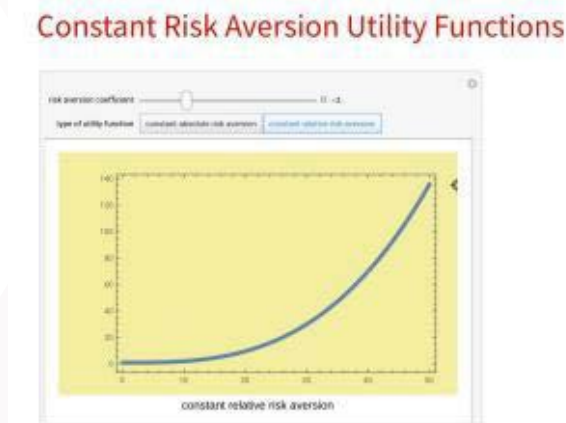 Constant Risk Aversion Utility Functions
risk aversion coefficient -2.
type of utility function constant absolute risk aversion constant relative risk aversion
140
120
100
80
60
40
20
0
0 10 20 30 40 50
constant relative risk aversion